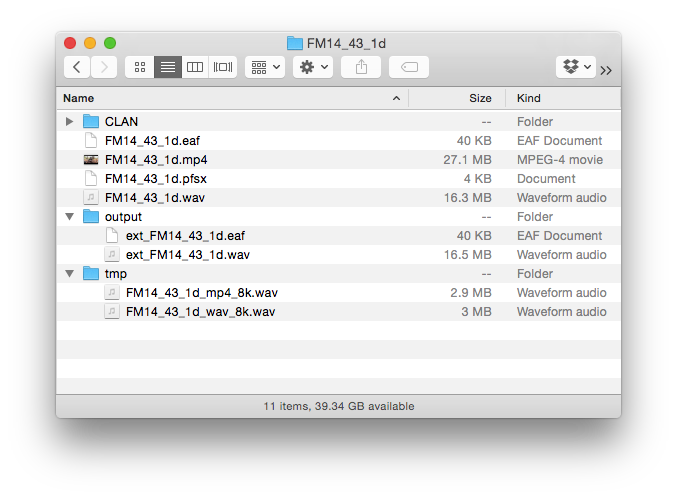 FM14_43_1d
Name Size Kind
CLAN -- Folder
FM14_43_1d.eaf 40 KB EAF Document
FM14_43_1d.mp4 27.1 MB MPEG-4 movie
FM14_43_1d.pfsx 4 KB Document
FM14_43_1d.wav 16.3 MB Waveform audio
output -- Folder
ext_FM14_43_1d.eaf 40 KB EAF Document
ext_FM14_43_1d.wav 16.5 MB Waveform audio
tmp -- Folder
FM14_43_1d_mp4_8k.wav 2.9 MB Waveform audio
FM14_43_1d_wav_8k.wav 3 MB Waveform audio
11 items, 39.34 GB available